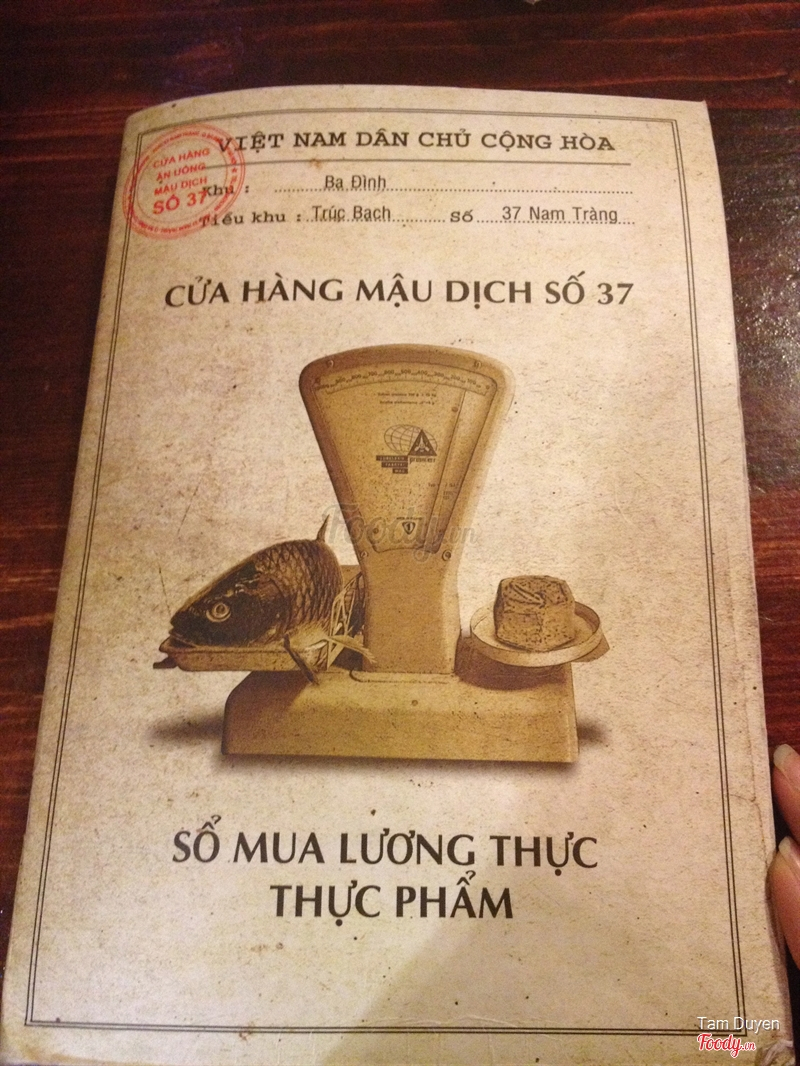 VIỆT NAM DÂN CHỦ CỘNG HÒA
CỬA HÀNG
ĂN UỐNG
MẬU DỊCH
SỐ 37
Khu : Ba Đình
Tiểu khu : Trúc Bạch Số 37 Nam Tràng
CỬA HÀNG MẬU DỊCH SỐ 37
Foody.vn
SỔ MUA LƯƠNG THỰC
THỰC PHẨM
Tam Duyen
Foody.vn